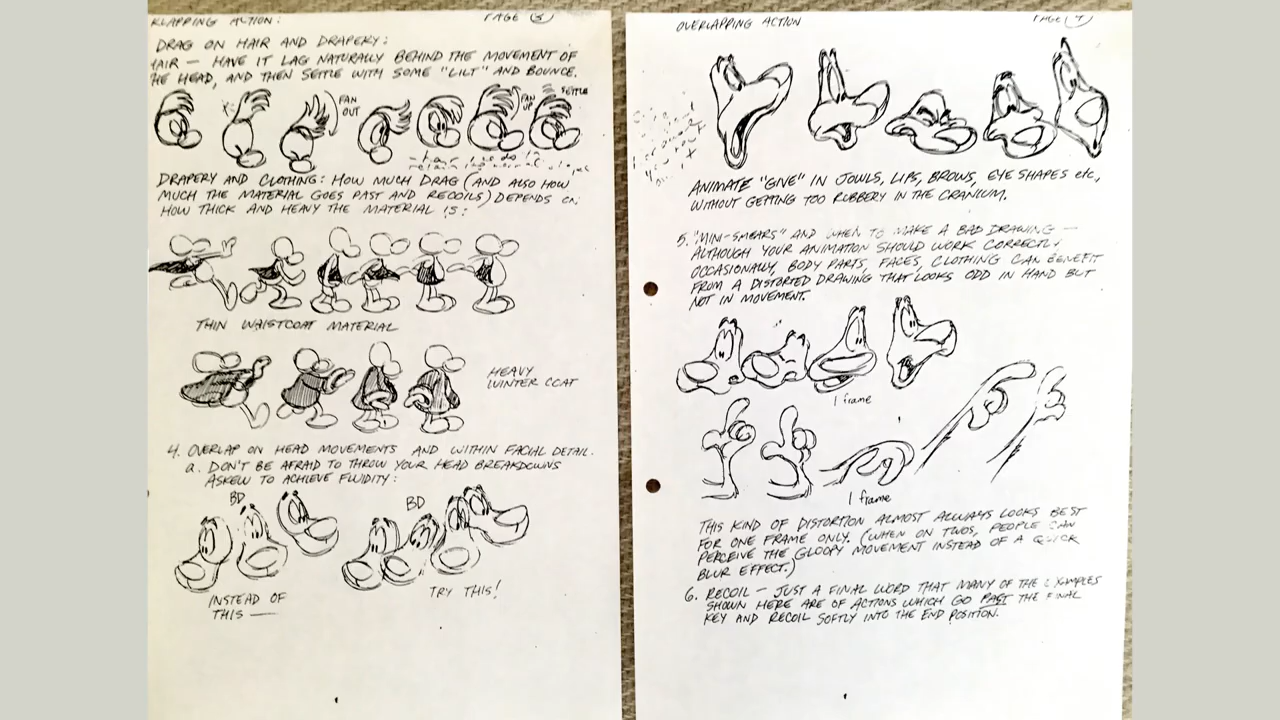 KLAPPING ACTION:
PAGE 3
DRAG ON HAIR AND DRAPERY:
HAIR — HAVE IT LAG NATURALLY BEHIND THE MOVEMENT OF
HE HEAD, AND THEN SETTLE WITH SOME "LILT" AND BOUNCE.
FAN
OUT
FAN
UP
SETTLE
DRAPERY AND CLOTHING: HOW MUCH DRAG (AND ALSO HOW
MUCH THE MATERIAL GOES PAST AND RECOILS) DEPENDS ON
HOW THICK AND HEAVY THE MATERIAL IS:
THIN WAISTCOAT MATERIAL
HEAVY
WINTER COAT
4. OVERLAP ON HEAD MOVEMENTS AND WITHIN FACIAL DETAIL.
a. DON'T BE AFRAID TO THROW YOUR HEAD BREAKDOWNS
ASKEW TO ACHIEVE FLUIDITY:
BD
BD
INSTEAD OF
THIS —
TRY THIS!
OVERLAPPING ACTION
PAGE 4
ANIMATE "GIVE" IN JOWLS, LIPS, BROWS, EYE SHAPES etc,
WITHOUT GETTING TOO RUBBERY IN THE CRANIUM.
5. "MINI-SMEARS" AND WHEN TO MAKE A BAD DRAWING —
ALTHOUGH YOUR ANIMATION SHOULD WORK CORRECTLY
OCCASIONALLY, BODY PARTS, FACES, CLOTHING CAN BENEFIT
FROM A DISTORTED DRAWING THAT LOOKS ODD IN HAND BUT
NOT IN MOVEMENT.
1 frame
1 frame
THIS KIND OF DISTORTION ALMOST ALLWAYS LOOKS BEST
FOR ONE FRAME ONLY. (WHEN ON TWOS, PEOPLE CAN
PERCEIVE THE GLOOPY MOVEMENT INSTEAD OF A QUICK
BLUR EFFECT.)
6. RECOIL — JUST A FINAL WORD THAT MANY OF THE EXAMPLES
SHOWN HERE ARE OF ACTIONS WHICH GO PAST THE FINAL
KEY AND RECOIL SOFTLY INTO THE END POSITION.